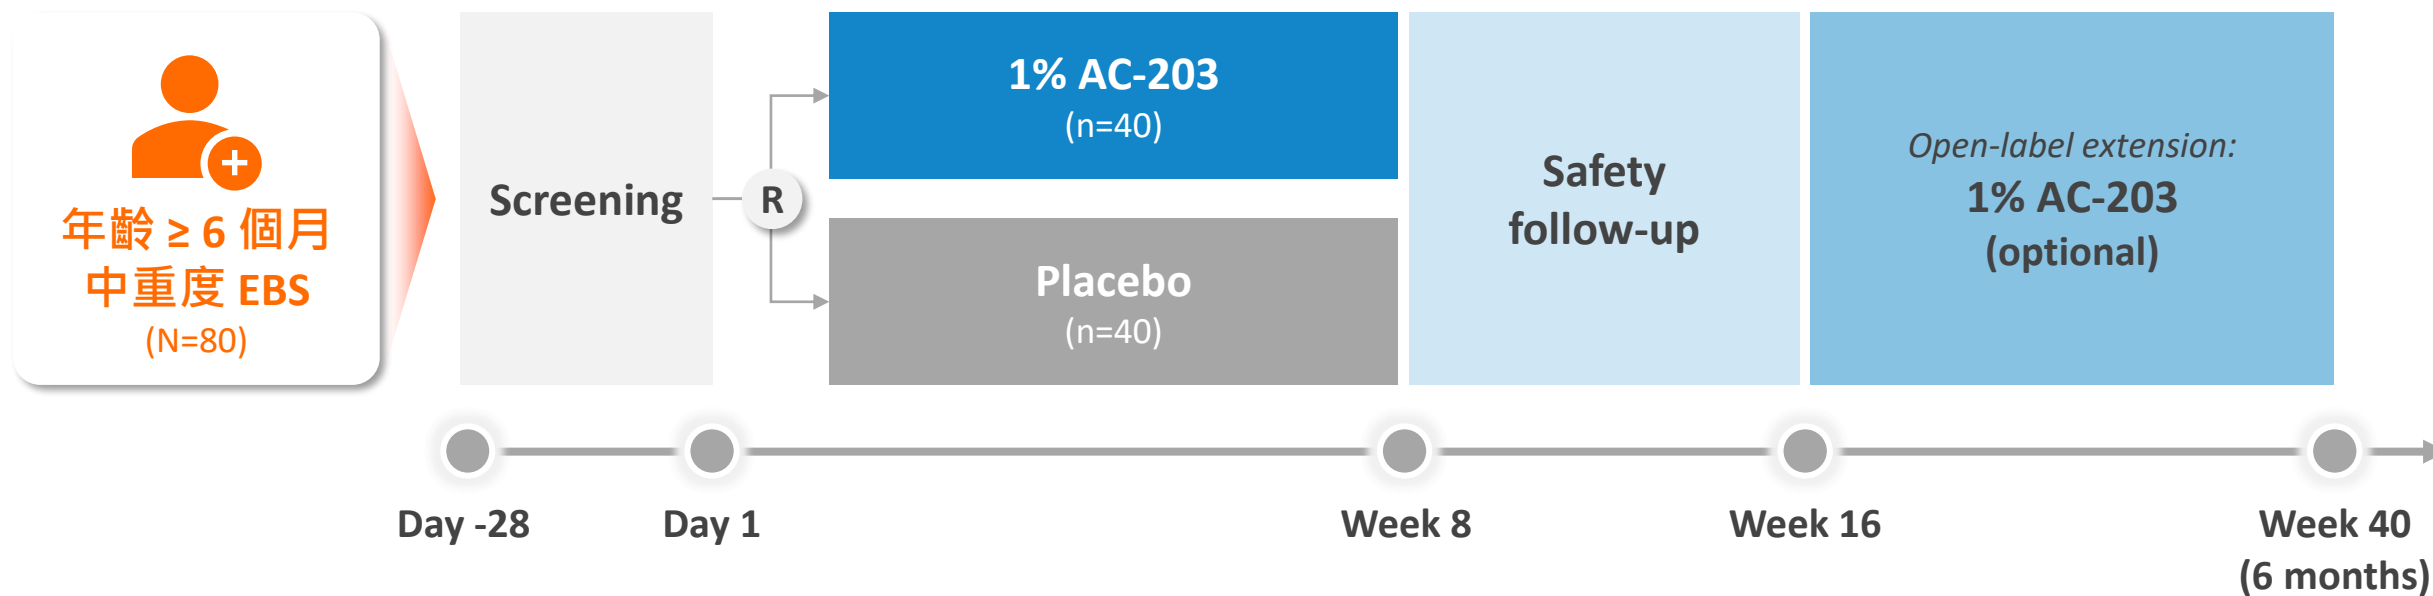 年齡 ≥ 6 個月
中重度 EBS
(N=80)
Screening
R
1% AC-203
(n=40)
Placebo
(n=40)
Safety
follow-up
Open-label extension:
1% AC-203
(optional)
Day -28
Day 1
Week 8
Week 16
Week 40
(6 months)